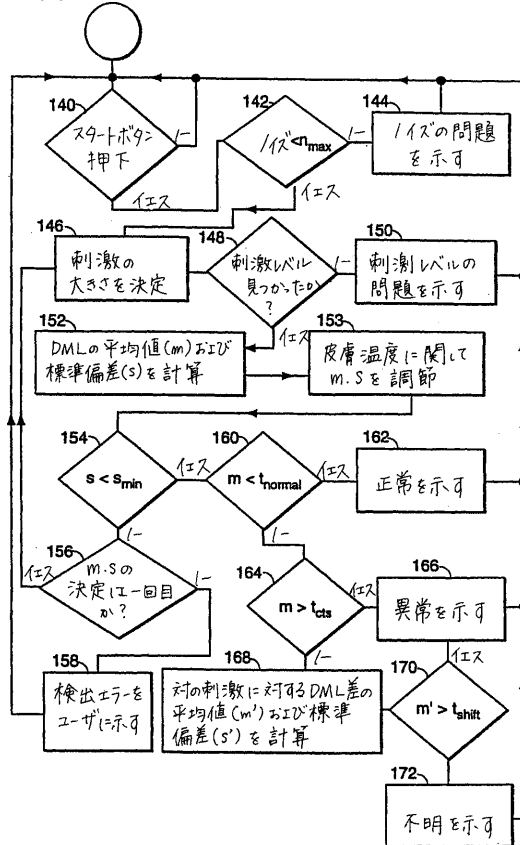 140
スタートボタン
押下
ノー
イエス
142
ノイズ<nmax
ノー
イエス
144
ノイズの問題
を示す
146
刺激の
大きさを決定
148
刺激レベル
見つかったか
?
ノー
イエス
150
刺激レベルの
問題を示す
152
DMLの平均値(m)および
標準偏差(s)を計算
153
皮膚温度に関して
m.Sを調節
154
s < smin
イエス
ノー
160
m < tnormal
イエス
ノー
162
正常を示す
156
m.Sの
決定は一回目
か?
イエス
ノー
164
m > tcts
イエス
ノー
166
異常を示す
158
検出エラーを
ユーザに示す
168
対の刺激に対するDML差の
平均値(m')および標準
偏差(s')を計算
170
m' > tshift
イエス
172
不明を示す